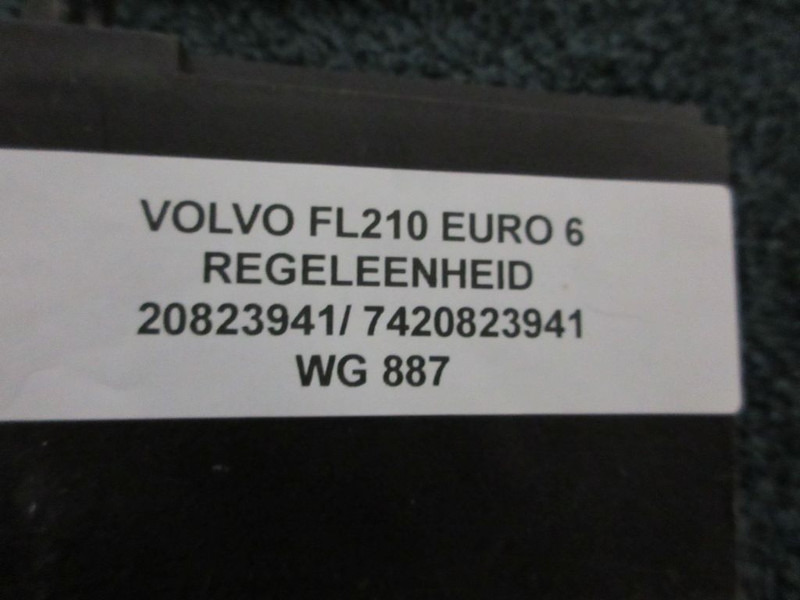 VOLVO FL210 EURO 6
REGELEENHEID
20823941/ 7420823941
WG 887